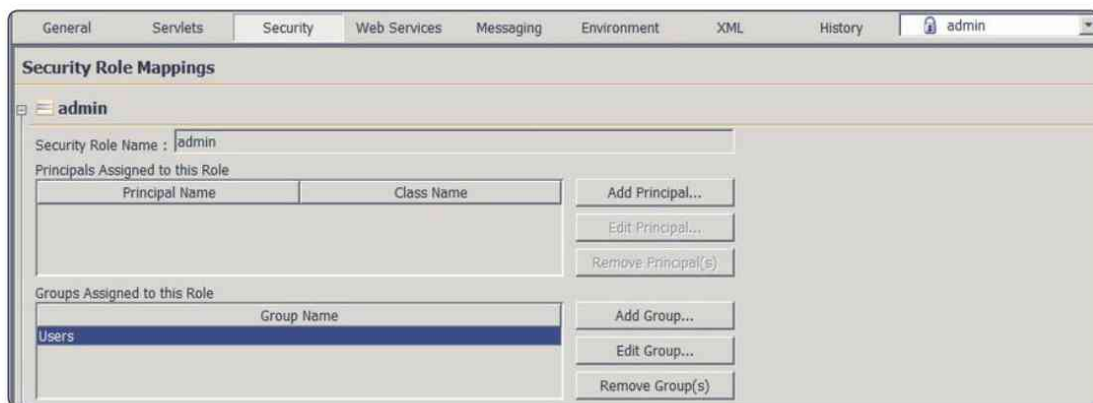 General Servlets Security Web Services Messaging Environment XML History admin
Security Role Mappings
admin
Security Role Name : admin
Principals Assigned to this Role
Principal Name Class Name Add Principal...
Edit Principal...
Remove Principal(s)
Groups Assigned to this Role
Group Name Add Group...
Users
Edit Group...
Remove Group(s)